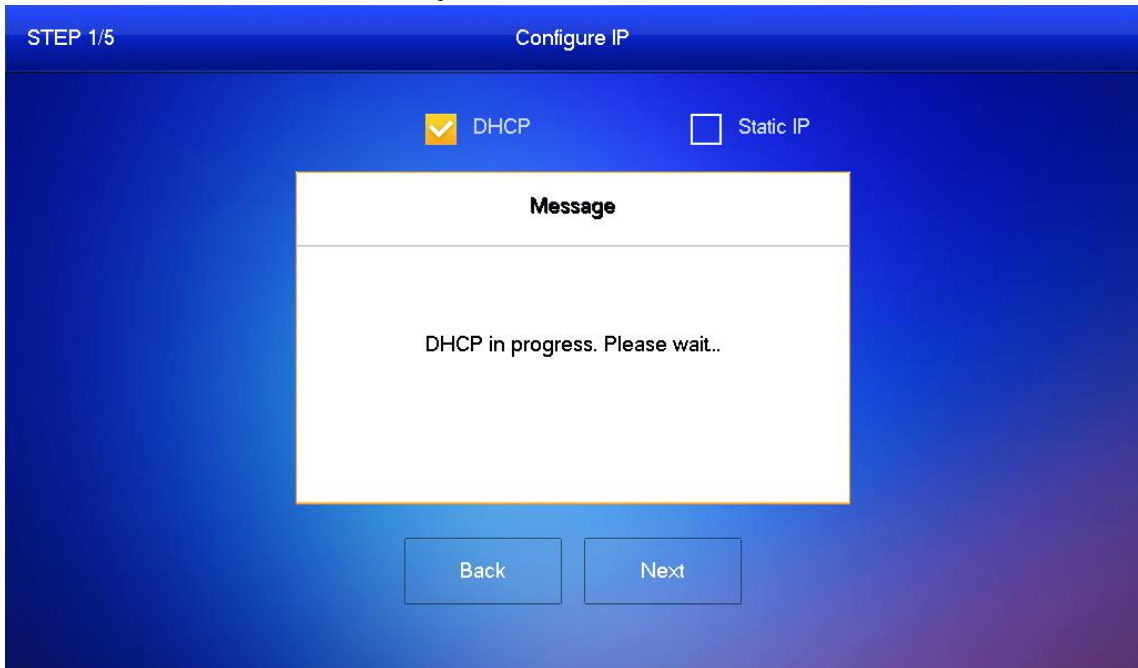 STEP 1/5 Configure IP
DHCP Static IP
Message
DHCP in progress. Please wait..
Back Next